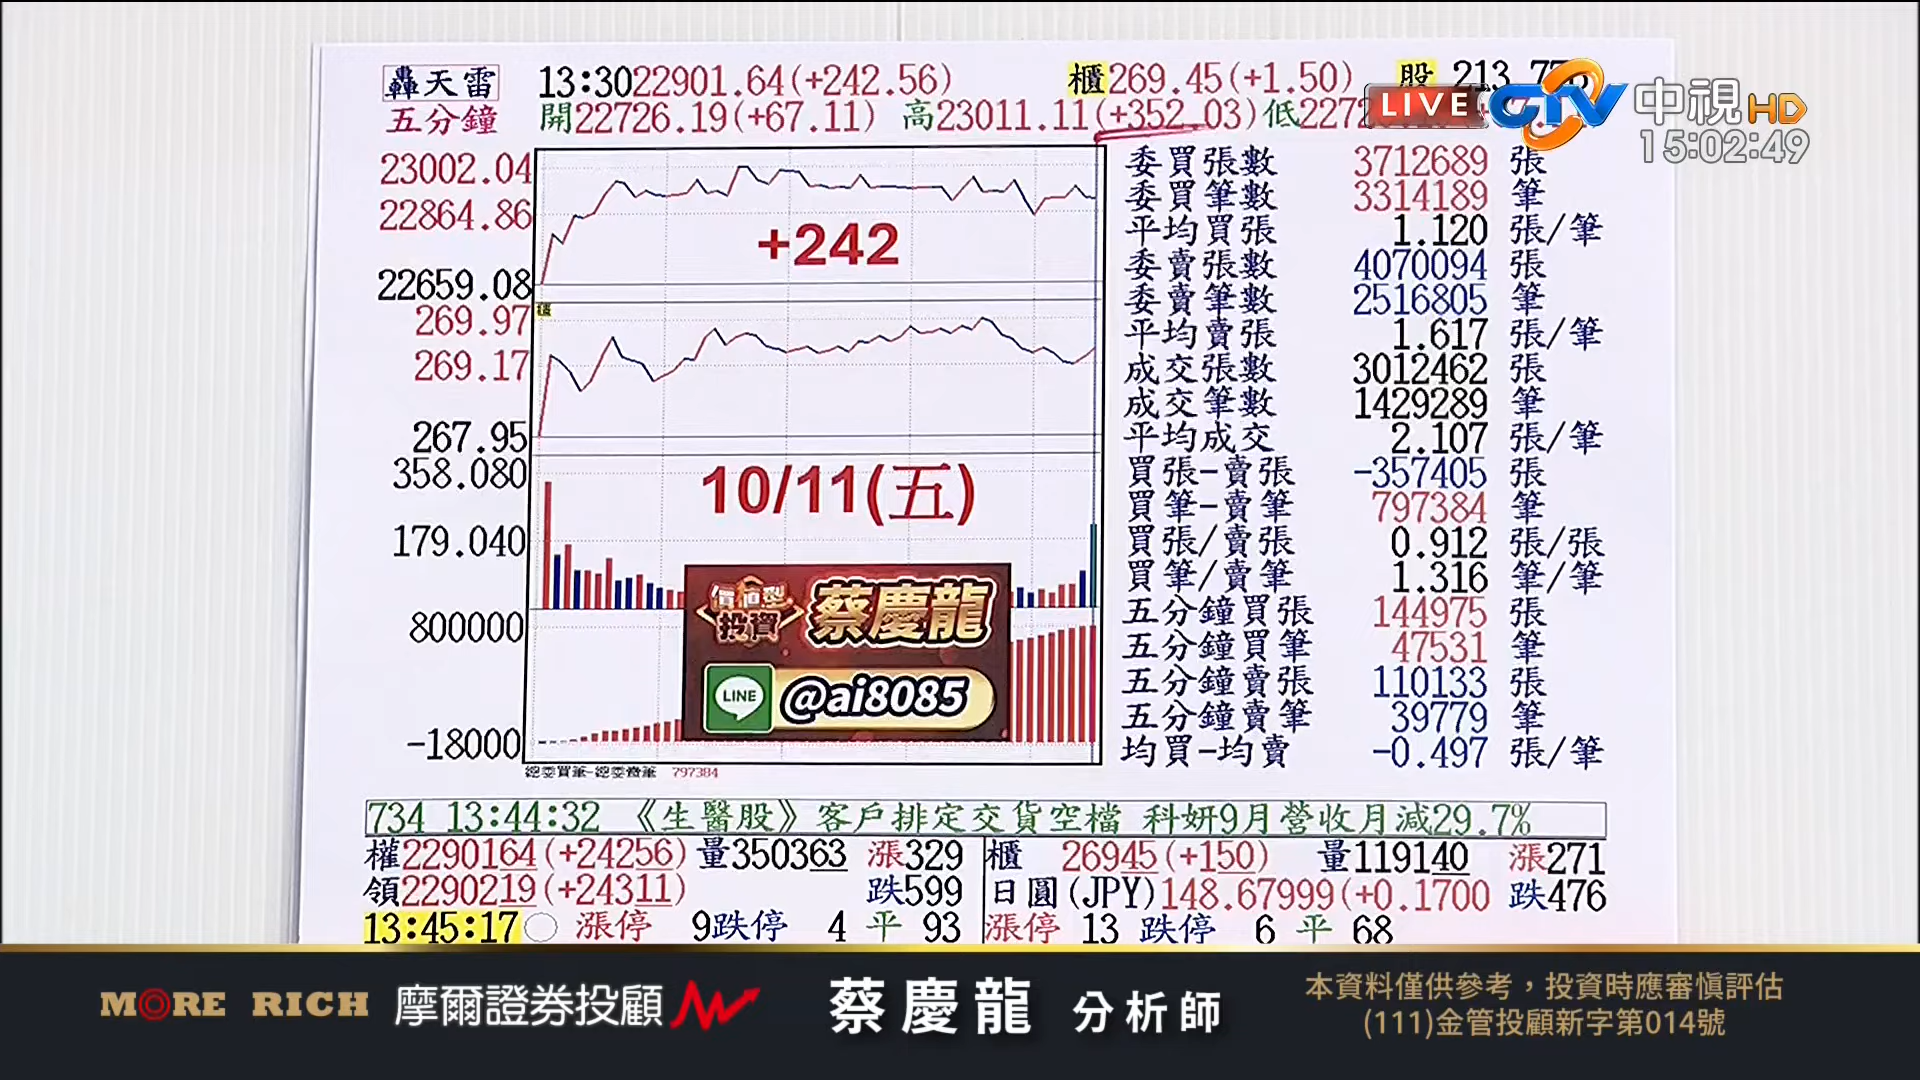 轟天雷 13:30 22901.64(+242.56) 櫃269.45(+1.50) 股
五分鐘 開22726.19(+67.11) 高23011.11(+352.03) 低
LIVE CTV 中視HD
15:02:49
23002.04
22864.86
22659.08
269.97
269.17
267.95
358.080
179.040
800000
-18000
+242
櫃
10/11(五)
價值型投資 蔡慶龍
LINE @ai8085
總委買筆-總委賣筆 797384
委買張數 3712689 張
委買筆數 3314189 筆
平均買張 1.120 張/筆
委賣張數 4070094 張
委賣筆數 2516805 筆
平均賣張 1.617 張/筆
成交張數 3012462 張
成交筆數 1429289 筆
平均成交 2.107 張/筆
買張-賣張 -357405 張
買筆-賣筆 797384 筆
買張/賣張 0.912 張/張
買筆/賣筆 1.316 筆/筆
五分鐘買張 144975 張
五分鐘買筆 47531 筆
五分鐘賣張 110133 張
五分鐘賣筆 39779 筆
均買-均賣 -0.497 張/筆
734 13:44:32 《生醫股》客戶排定交貨空檔 科妍9月營收月減29.7%
權2290164(+24256) 量35036​3 漲329 櫃 26945(+150) 量119140 漲271
領2290219(+24311) 跌599 日圓(JPY)148.67999(+0.1700 跌476
13:45:17 漲停 9跌停 4 平 93 漲停 13 跌停 6 平 68
MORE RICH 摩爾證券投顧 蔡慶龍 分析師
本資料僅供參考，投資時應審慎評估
(111)金管投顧新字第014號